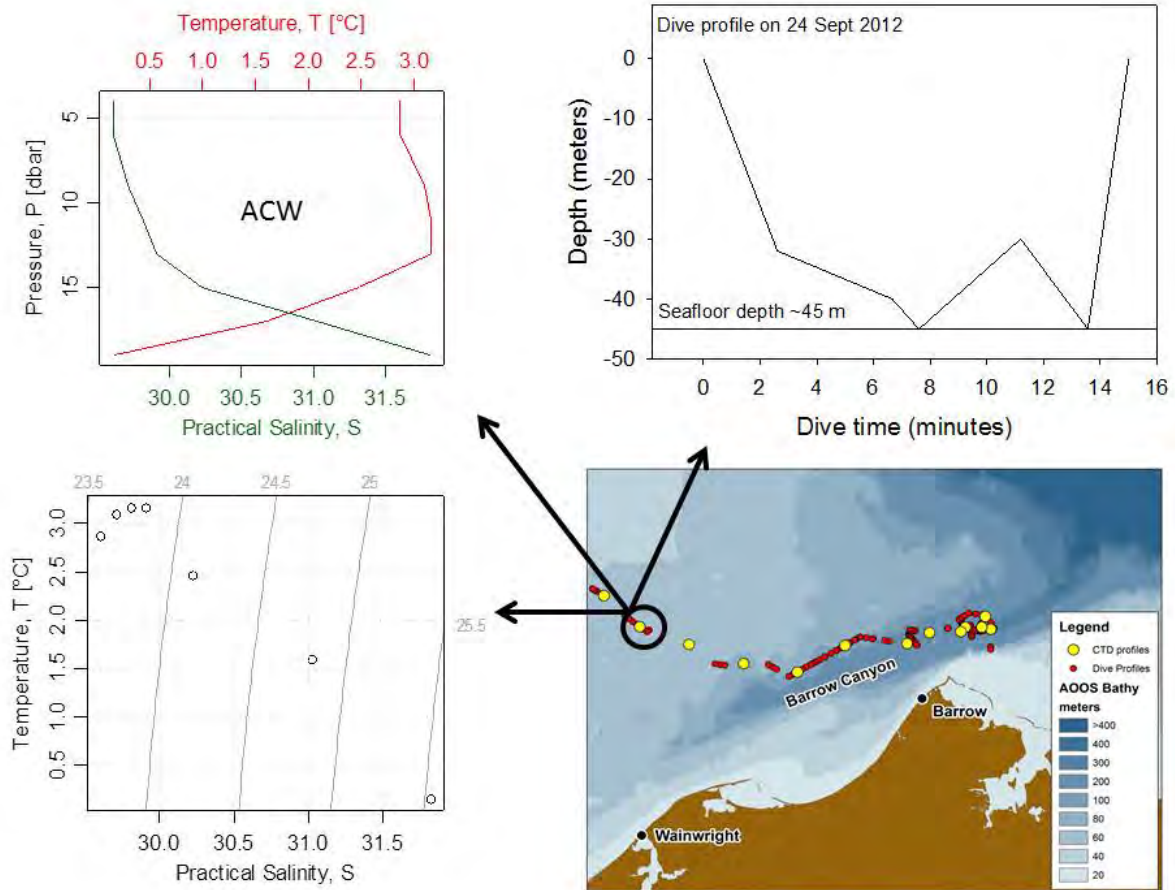 Temperature, T [°C]
0.5 1.0 1.5 2.0 2.5 3.0
Pressure, P [dbar]
5
10
15
ACW
30.0 30.5 31.0 31.5
Practical Salinity, S
Dive profile on 24 Sept 2012
Depth (meters)
0
-10
-20
-30
-40
-50
Seafloor depth ~45 m
0 2 4 6 8 10 12 14 16
Dive time (minutes)
23.5 24 24.5 25
25.5
Temperature, T [°C]
3.0
2.5
2.0
1.5
1.0
0.5
30.0 30.5 31.0 31.5
Practical Salinity, S
Barrow Canyon
Barrow
Wainwright
Legend
CTD profiles
Dive Profiles
AOOS Bathy
meters
>400
400
300
200
100
80
60
40
20